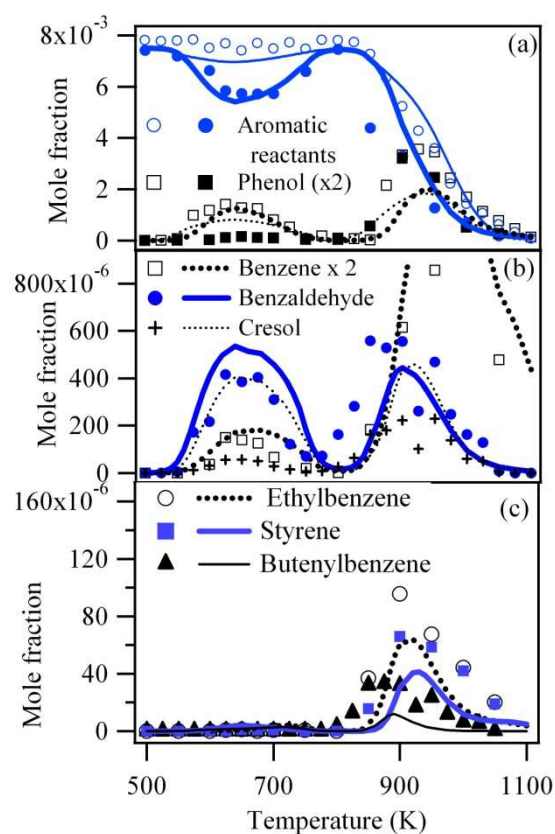 8x10⁻³
(a)
6
Mole fraction
4
Aromatic
reactants
2
Phenol (x2)
0
(b)
800x10⁻⁶
Benzene x 2
Benzaldehyde
600
Cresol
Mole fraction
400
200
0
(c)
160x10⁻⁶
Ethylbenzene
Styrene
120
Butenylbenzene
Mole fraction
80
40
0
500 700 900 1100
Temperature (K)